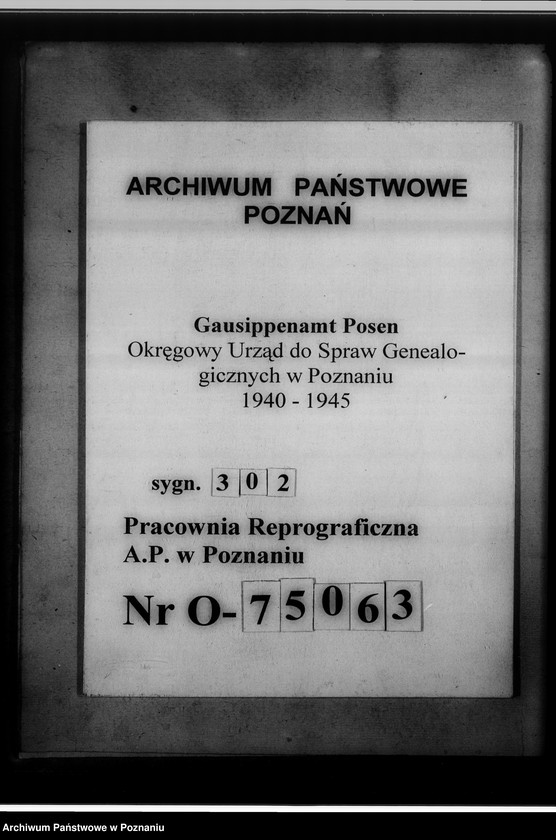 ARCHIWUM PAŃSTWOWE
POZNAŃ
Gausippenamt Posen
Okręgowy Urząd do Spraw Genealo-
gicznych w Poznaniu
1940 - 1945
sygn. 302
Pracownia Reprograficzna
A.P. w Poznaniu
Nr O-75063
Archiwum Państwowe w Poznaniu